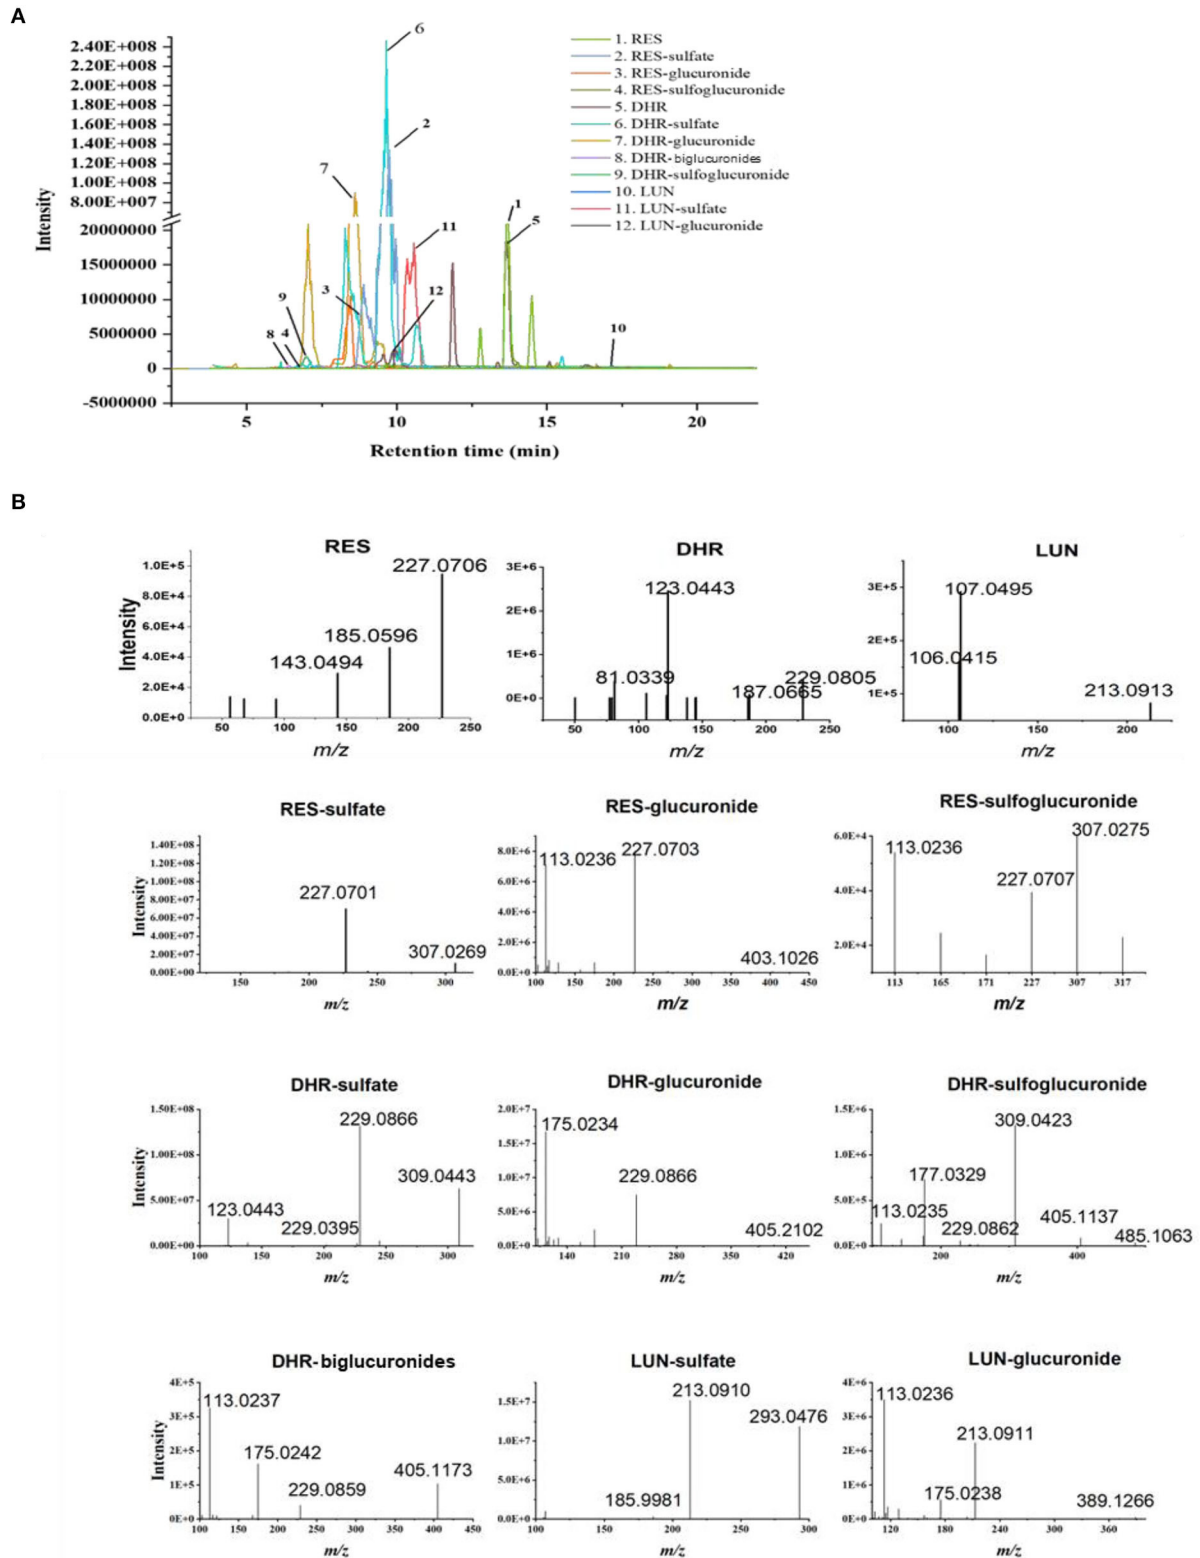 A
Intensity
2.40E+008
2.20E+008
2.00E+008
1.80E+008
1.60E+008
1.40E+008
1.20E+008
1.00E+008
8.00E+007
20000000
15000000
10000000
5000000
0
-5000000
5 10 15 20
Retention time (min)
6
2
7
1
5
11
3
12
9
8 4
10
1. RES
2. RES-sulfate
3. RES-glucuronide
4. RES-sulfoglucuronide
5. DHR
6. DHR-sulfate
7. DHR-glucuronide
8. DHR-biglucuronides
9. DHR-sulfoglucuronide
10. LUN
11. LUN-sulfate
12. LUN-glucuronide
B
RES
Intensity
1.0E+5
8.0E+4
6.0E+4
4.0E+4
2.0E+4
0.0E+0
227.0706
185.0596
143.0494
50 100 150 200 250
m/z
DHR
3E+6
2E+6
1E+6
0E+0
123.0443
81.0339
229.0805
187.0665
50 100 150 200 250
m/z
LUN
3E+5
2E+5
1E+5
107.0495
106.0415
213.0913
100 150 200
m/z
RES-sulfate
Intensity
1.40E+08
1.20E+08
1.00E+08
8.00E+07
6.00E+07
4.00E+07
2.00E+07
0.00E+00
227.0701
307.0269
150 200 250 300
m/z
RES-glucuronide
8.0E+6
6.0E+6
4.0E+6
2.0E+6
0.0E+0
113.0236
227.0703
403.1026
100 150 200 250 300 350 400 450
m/z
RES-sulfoglucuronide
6.0E+4
4.0E+4
2.0E+4
307.0275
113.0236
227.0707
113 165 171 227 307 317
m/z
DHR-sulfate
Intensity
1.50E+08
1.00E+08
5.00E+07
0.00E+00
229.0866
309.0443
123.0443
229.0395
100 150 200 250 300
m/z
DHR-glucuronide
2.0E+7
1.5E+7
1.0E+7
5.0E+6
0.0E+0
175.0234
229.0866
405.2102
140 210 280 350 420
m/z
DHR-sulfoglucuronide
1.5E+6
1.0E+6
5.0E+5
0.0E+0
309.0423
177.0329
113.0235
229.0862
405.1137
485.1063
200 400
m/z
DHR-biglucuronides
Intensity
4E+5
3E+5
2E+5
1E+5
0E+0
113.0237
175.0242
229.0859
405.1173
100 150 200 250 300 350 400 450
m/z
LUN-sulfate
1.5E+7
1.0E+7
5.0E+6
0.0E+0
213.0910
293.0476
185.9981
100 150 200 250 300
m/z
LUN-glucuronide
4E+6
3E+6
2E+6
1E+6
0E+0
113.0236
213.0911
175.0238
389.1266
120 180 240 300 360
m/z